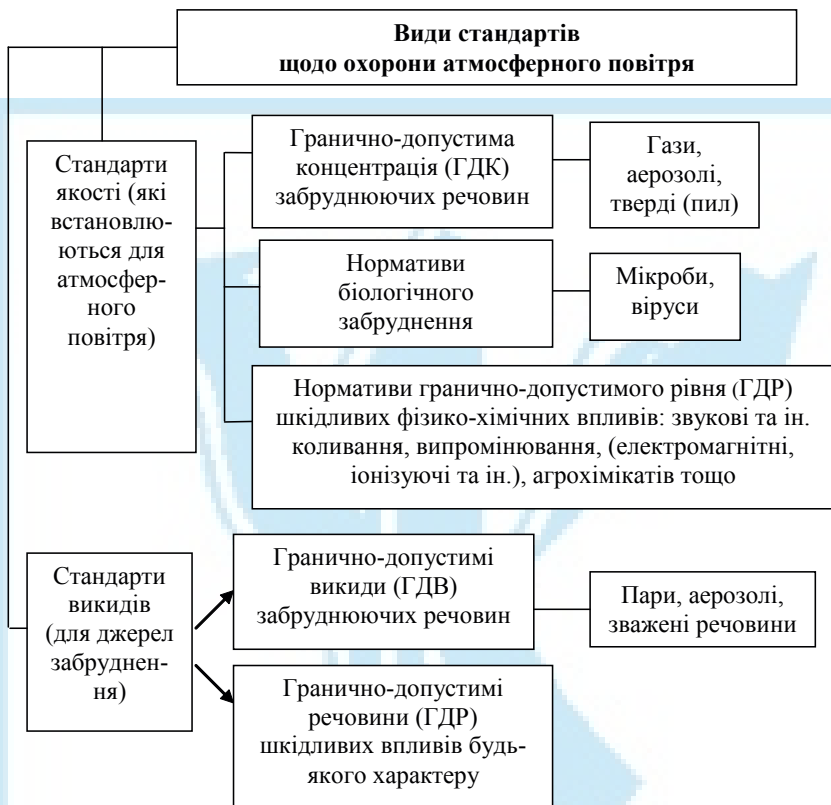 Види стандартів
щодо охорони атмосферного повітря
Стандарти
якості (які
встановлю-
ються для
атмосфер-
ного
повітря)
Гранично-допустима
концентрація (ГДК)
забруднюючих речовин
Гази,
аерозолі,
тверді (пил)
Нормативи
біологічного
забруднення
Мікроби,
віруси
Нормативи гранично-допустимого рівня (ГДР)
шкідливих фізико-хімічних впливів: звукові та ін.
коливання, випромінювання, (електромагнітні,
іонізуючі та ін.), агрохімікатів тощо
Стандарти
викидів
(для джерел
забруднен-
ня)
Гранично-допустимі
викиди (ГДВ)
забруднюючих речовин
Пари, аерозолі,
зважені речовини
Гранично-допустимі
речовини (ГДР)
шкідливих впливів будь-
якого характеру